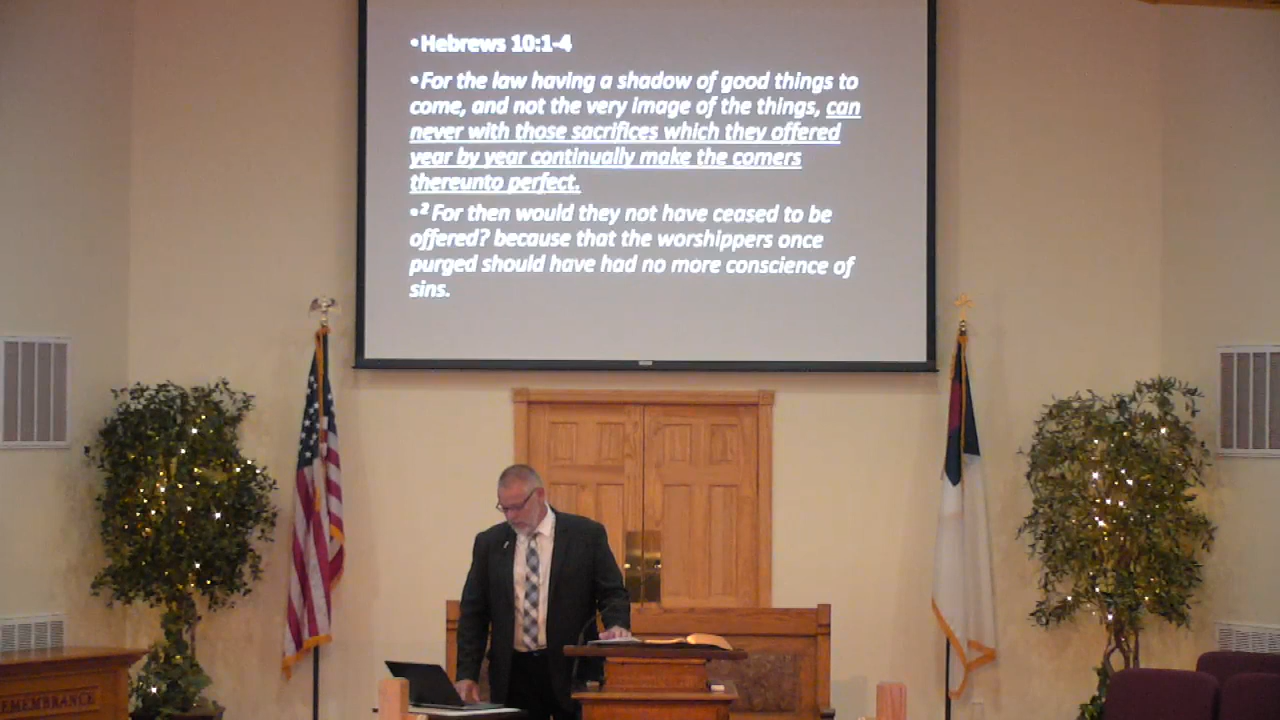 •Hebrews 10:1-4
•For the law having a shadow of good things to
come, and not the very image of the things, can
never with those sacrifices which they offered
year by year continually make the comers
thereunto perfect.
•² For then would they not have ceased to be
offered? because that the worshippers once
purged should have had no more conscience of
sins.
EMEMBRANCE